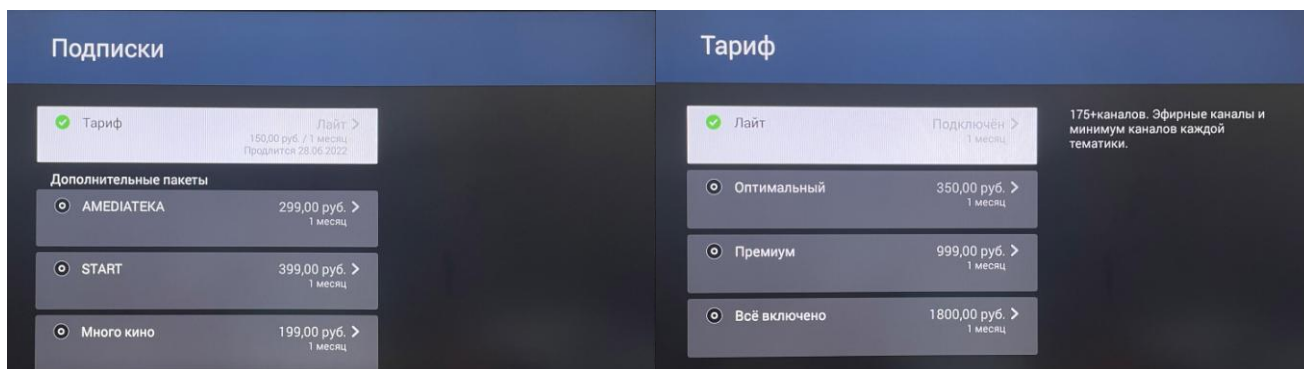 Подписки
Тариф
Лайт >
150,00 руб. / 1 месяц
Продлится 28.06.2022
Дополнительные пакеты
AMEDIATEKA
299,00 руб. >
1 месяц
START
399,00 руб. >
1 месяц
Много кино
199,00 руб. >
1 месяц
Тариф
Лайт
Подключён >
1 месяц
175+каналов. Эфирные каналы и
минимум каналов каждой
тематики.
Оптимальный
350,00 руб. >
1 месяц
Премиум
999,00 руб. >
1 месяц
Всё включено
1800,00 руб. >
1 месяц